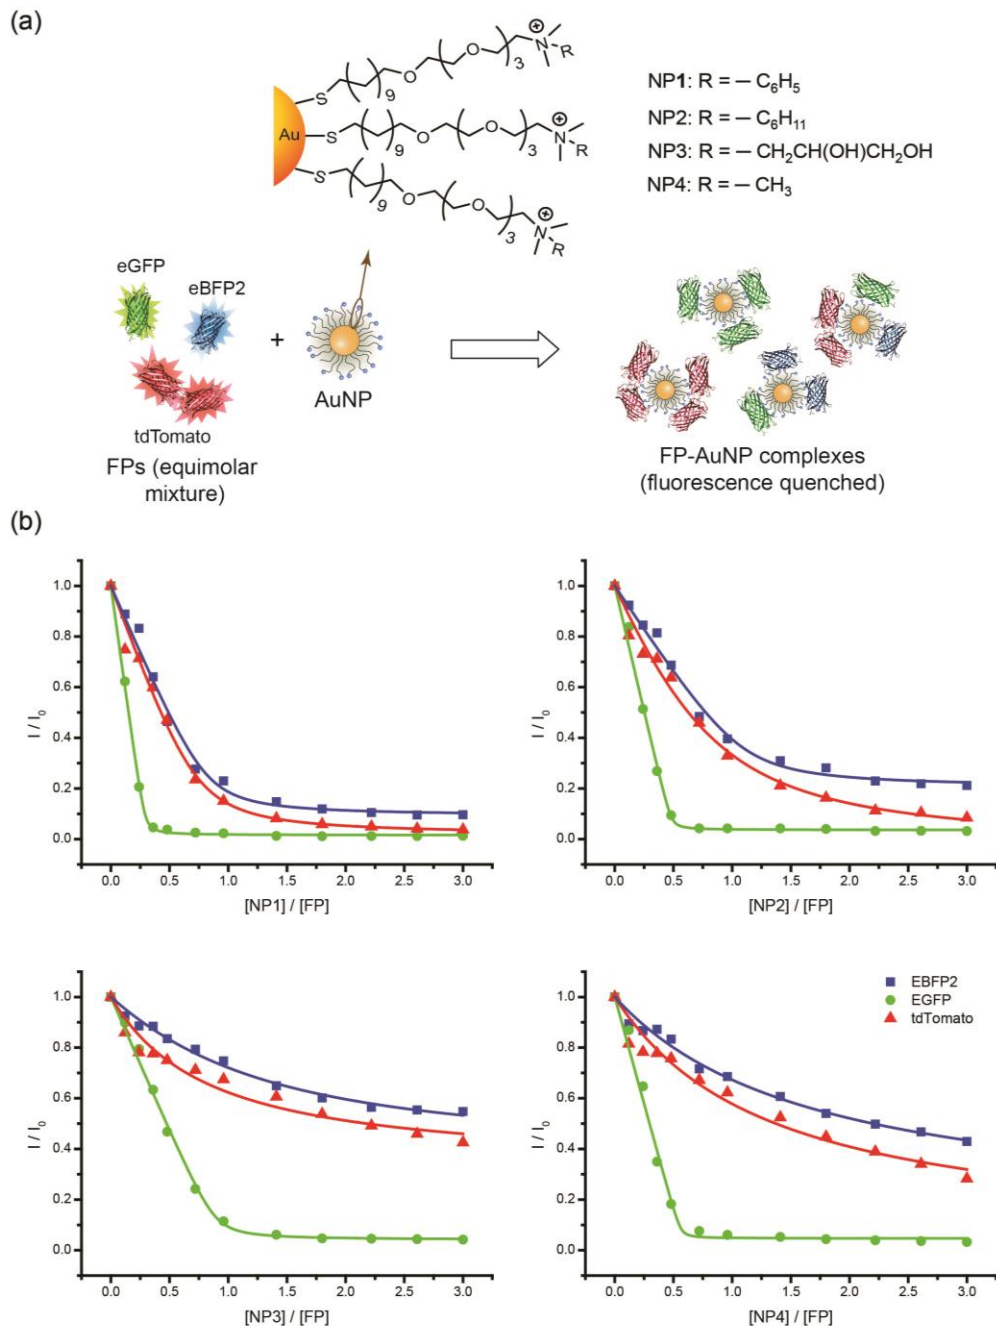 (a)
N
R
O
O
3
S
9
N
R
O
O
3
S
9
Au
N
R
O
O
3
S
9
NP1: R = — C₆H₅
NP2: R = — C₆H₁₁
NP3: R = — CH₂CH(OH)CH₂OH
NP4: R = — CH₃
eGFP
eBFP2
tdTomato
FPs (equimolar
mixture)
+
AuNP
FP-AuNP complexes
(fluorescence quenched)
(b)
I / I₀
1.0
0.8
0.6
0.4
0.2
0.0
0.0 0.5 1.0 1.5 2.0 2.5 3.0
[NP1] / [FP]
I / I₀
1.0
0.8
0.6
0.4
0.2
0.0
0.0 0.5 1.0 1.5 2.0 2.5 3.0
[NP2] / [FP]
I / I₀
1.0
0.8
0.6
0.4
0.2
0.0
0.0 0.5 1.0 1.5 2.0 2.5 3.0
[NP3] / [FP]
I / I₀
1.0
0.8
0.6
0.4
0.2
0.0
EBFP2
EGFP
tdTomato
0.0 0.5 1.0 1.5 2.0 2.5 3.0
[NP4] / [FP]